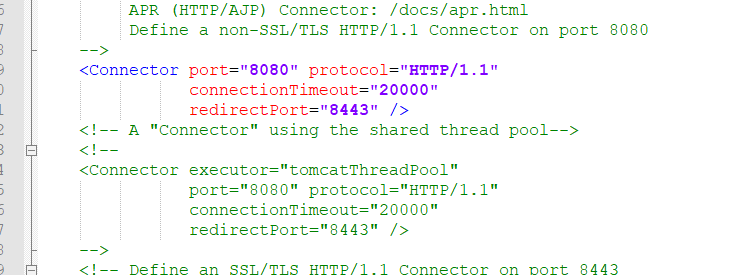 APR (HTTP/AJP) Connector: /docs/apr.html
Define a non-SSL/TLS HTTP/1.1 Connector on port 8080
-->
<Connector port="8080" protocol="HTTP/1.1"
connectionTimeout="20000"
redirectPort="8443" />
<!-- A "Connector" using the shared thread pool-->
<!--
<Connector executor="tomcatThreadPool"
port="8080" protocol="HTTP/1.1"
connectionTimeout="20000"
redirectPort="8443" />
-->
<!-- Define an SSL/TLS HTTP/1.1 Connector on port 8443